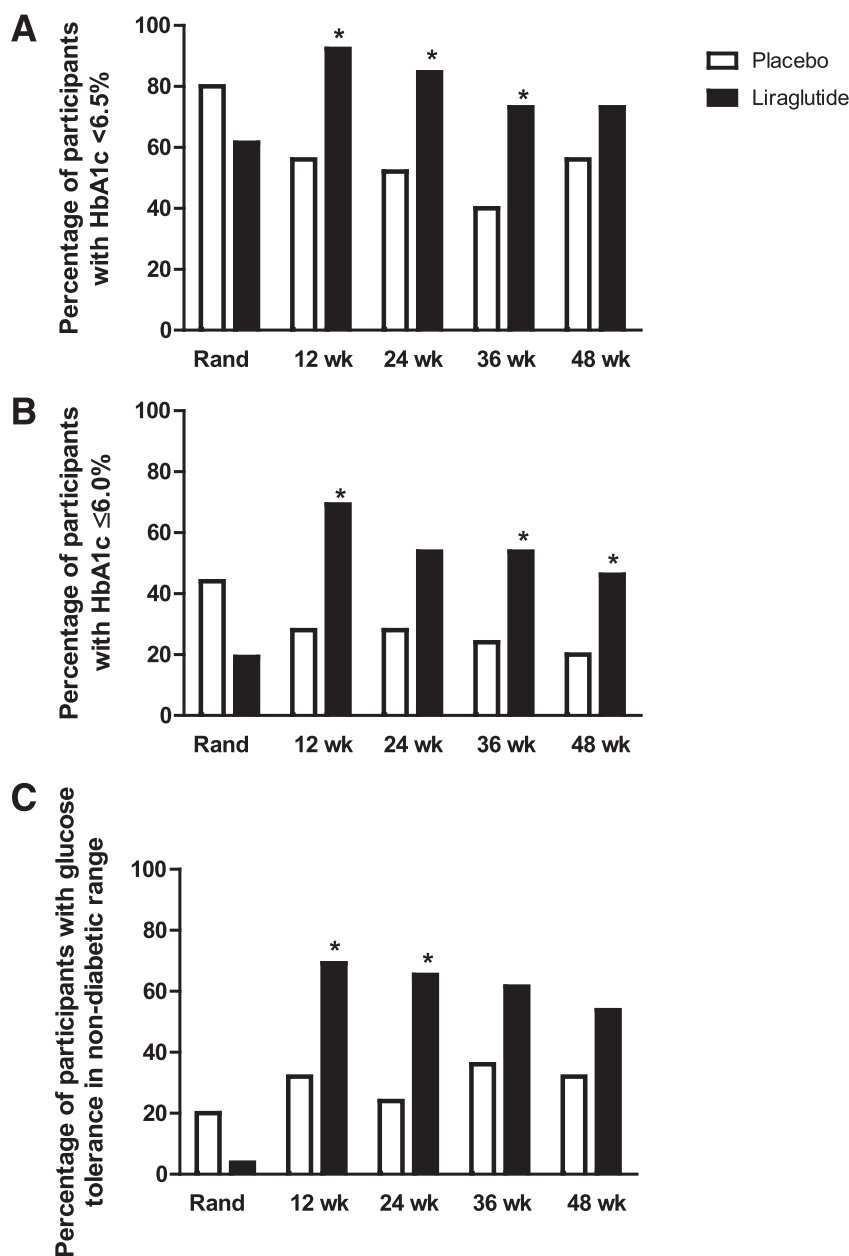 A
Percentage of participants
with HbA1c <6.5%
100
80
60
40
20
0
*
*
*
Rand 12 wk 24 wk 36 wk 48 wk
Placebo
Liraglutide
B
Percentage of participants
with HbA1c ≤6.0%
100
80
60
40
20
0
*
*
*
Rand 12 wk 24 wk 36 wk 48 wk
C
Percentage of participants with glucose
tolerance in non-diabetic range
100
80
60
40
20
0
*
*
Rand 12 wk 24 wk 36 wk 48 wk